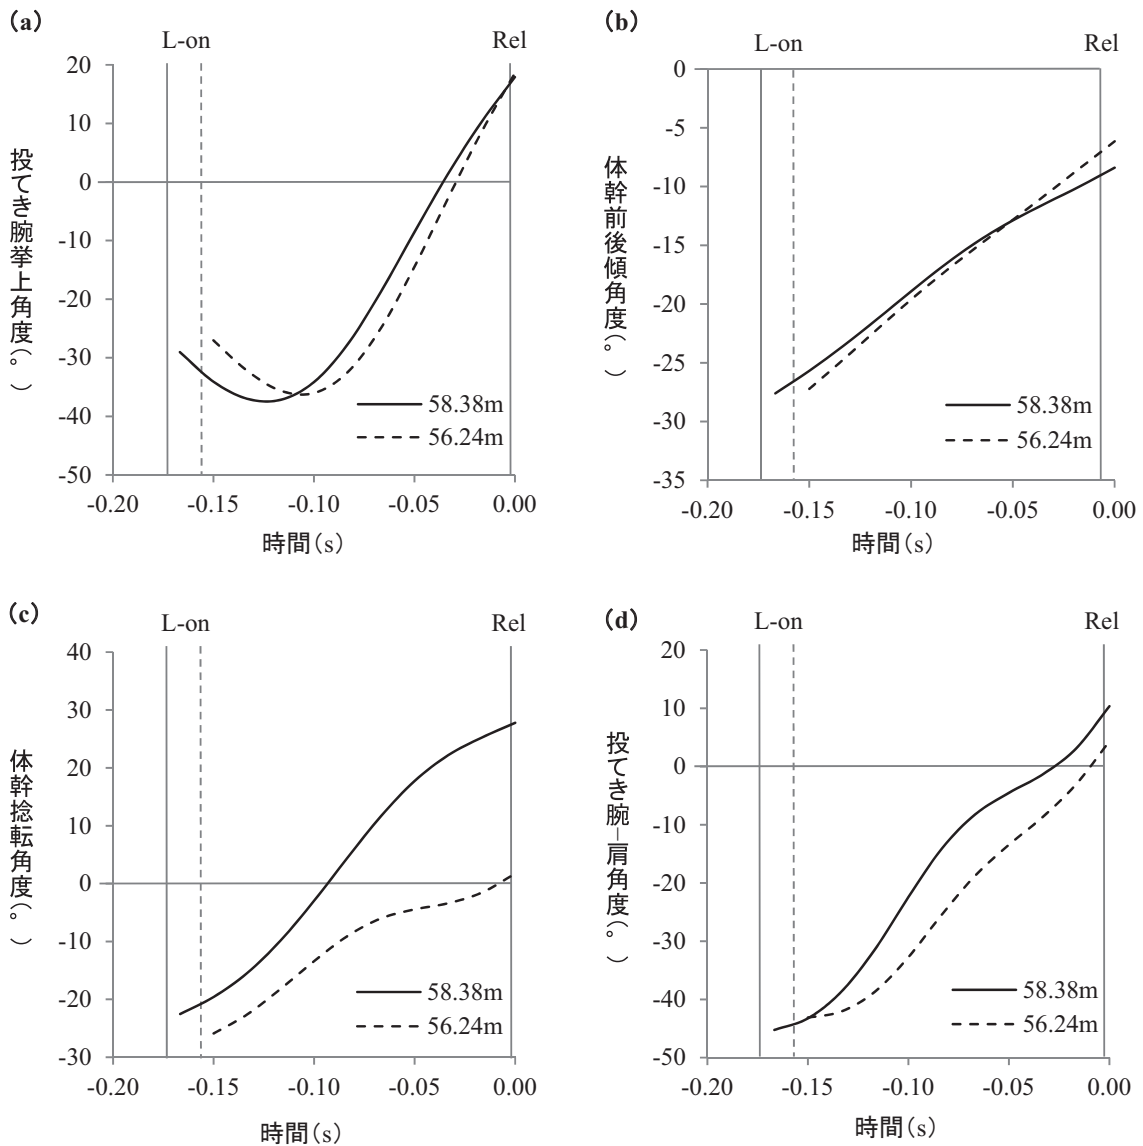 (a)
L-on
Rel
20
10
0
-10
-20
-30
-40
-50
投てき腕挙上角度(°)
58.38m
56.24m
-0.20
-0.15
-0.10
-0.05
0.00
時間(s)
(b)
L-on
Rel
0
-5
-10
-15
-20
-25
-30
-35
体幹前後傾角度(°)
58.38m
56.24m
-0.20
-0.15
-0.10
-0.05
0.00
時間(s)
(c)
L-on
Rel
40
30
20
10
0
-10
-20
-30
体幹捻転角度(°)
58.38m
56.24m
-0.20
-0.15
-0.10
-0.05
0.00
時間(s)
(d)
L-on
Rel
20
10
0
-10
-20
-30
-40
-50
投てき腕−肩角度(°)
58.38m
56.24m
-0.20
-0.15
-0.10
-0.05
0.00
時間(s)